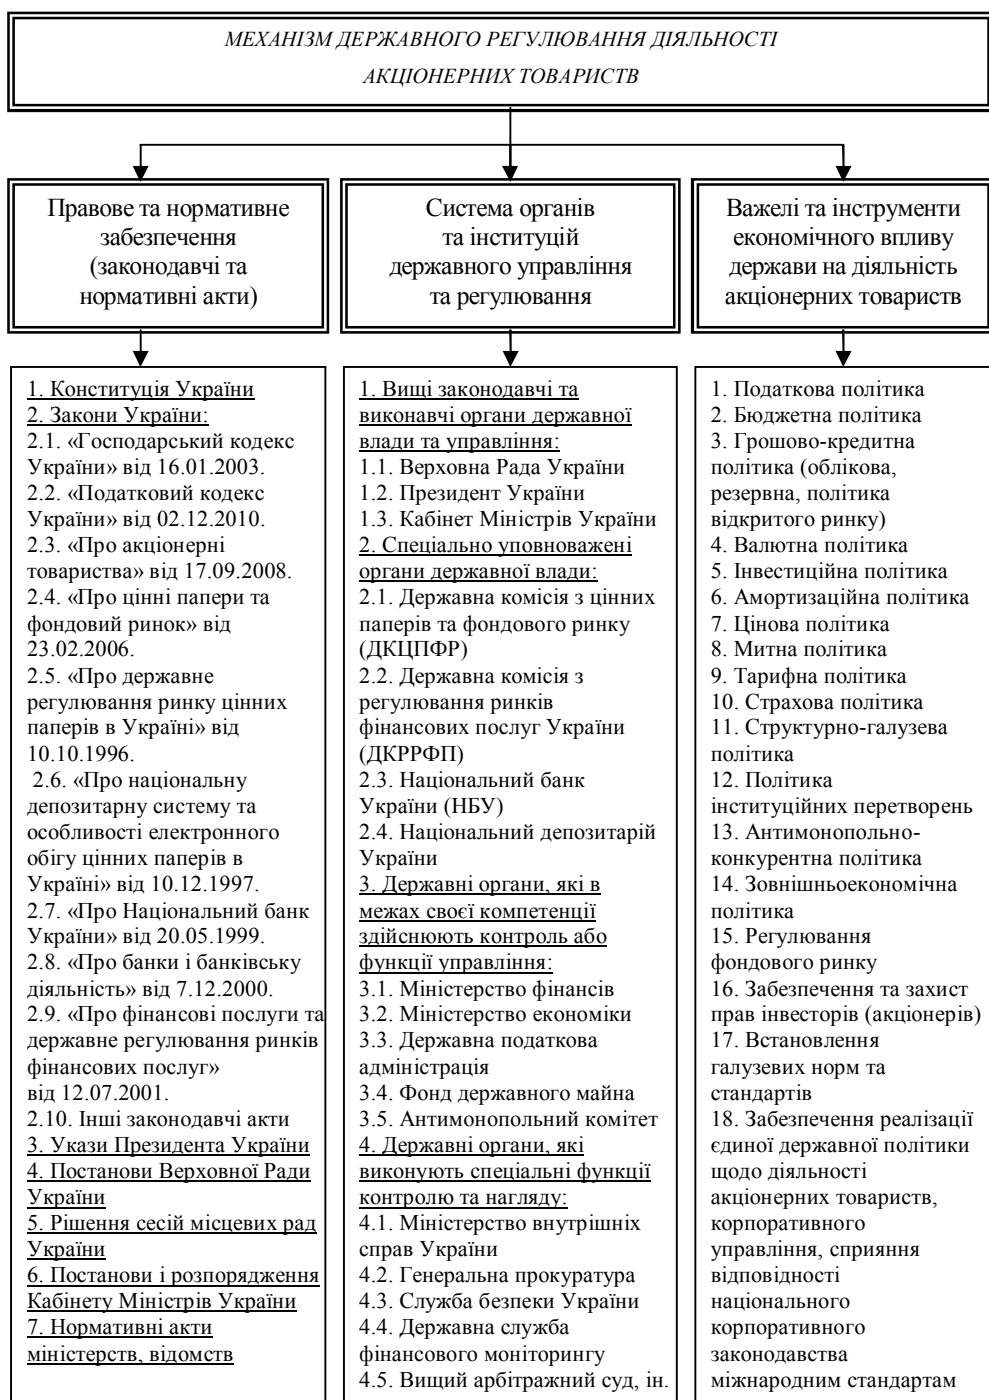 МЕХАНІЗМ ДЕРЖАВНОГО РЕГУЛЮВАННЯ ДІЯЛЬНОСТІ
АКЦІОНЕРНИХ ТОВАРИСТВ
Правове та нормативне
забезпечення
(законодавчі та
нормативні акти)
Система органів
та інституцій
державного управління
та регулювання
Важелі та інструменти
економічного впливу
держави на діяльність
акціонерних товариств
1. Конституція України
2. Закони України:
2.1. «Господарський кодекс
України» від 16.01.2003.
2.2. «Податковий кодекс
України» від 02.12.2010.
2.3. «Про акціонерні
товариства» від 17.09.2008.
2.4. «Про цінні папери та
фондовий ринок» від
23.02.2006.
2.5. «Про державне
регулювання ринку цінних
паперів в Україні» від
10.10.1996.
2.6. «Про національну
депозитарну систему та
особливості електронного
обігу цінних паперів в
Україні» від 10.12.1997.
2.7. «Про Національний банк
України» від 20.05.1999.
2.8. «Про банки і банківську
діяльність» від 7.12.2000.
2.9. «Про фінансові послуги та
державне регулювання ринків
фінансових послуг»
від 12.07.2001.
2.10. Інші законодавчі акти
3. Укази Президента України
4. Постанови Верховної Ради
України
5. Рішення сесій місцевих рад
України
6. Постанови і розпорядження
Кабінету Міністрів України
7. Нормативні акти
міністерств, відомств
1. Вищі законодавчі та
виконавчі органи державної
влади та управління:
1.1. Верховна Рада України
1.2. Президент України
1.3. Кабінет Міністрів України
2. Спеціально уповноважені
органи державної влади:
2.1. Державна комісія з цінних
паперів та фондового ринку
(ДКЦПФР)
2.2. Державна комісія з
регулювання ринків
фінансових послуг України
(ДКРРФП)
2.3. Національний банк
України (НБУ)
2.4. Національний депозитарій
України
3. Державні органи, які в
межах своєї компетенції
здійснюють контроль або
функції управління:
3.1. Міністерство фінансів
3.2. Міністерство економіки
3.3. Державна податкова
адміністрація
3.4. Фонд державного майна
3.5. Антимонопольний комітет
4. Державні органи, які
виконують спеціальні функції
контролю та нагляду:
4.1. Міністерство внутрішніх
справ України
4.2. Генеральна прокуратура
4.3. Служба безпеки України
4.4. Державна служба
фінансового моніторингу
4.5. Вищий арбітражний суд, ін.
1. Податкова політика
2. Бюджетна політика
3. Грошово-кредитна
політика (облікова,
резервна, політика
відкритого ринку)
4. Валютна політика
5. Інвестиційна політика
6. Амортизаційна політика
7. Цінова політика
8. Митна політика
9. Тарифна політика
10. Страхова політика
11. Структурно-галузева
політика
12. Політика
інституційних перетворень
13. Антимонопольно-
конкурентна політика
14. Зовнішньоекономічна
політика
15. Регулювання
фондового ринку
16. Забезпечення та захист
прав інвесторів (акціонерів)
17. Встановлення
галузевих норм та
стандартів
18. Забезпечення реалізації
єдиної державної політики
щодо діяльності
акціонерних товариств,
корпоративного
управління, сприяння
відповідності
національного
корпоративного
законодавства
міжнародним стандартам